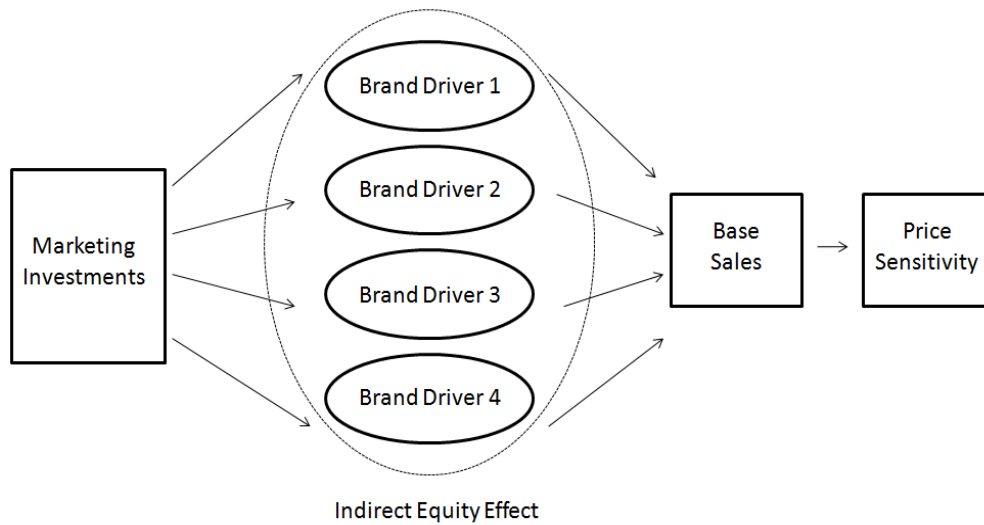 Brand Driver 1
Brand Driver 2
Brand Driver 3
Brand Driver 4
Marketing
Investments
Base
Sales
Price
Sensitivity
Indirect Equity Effect